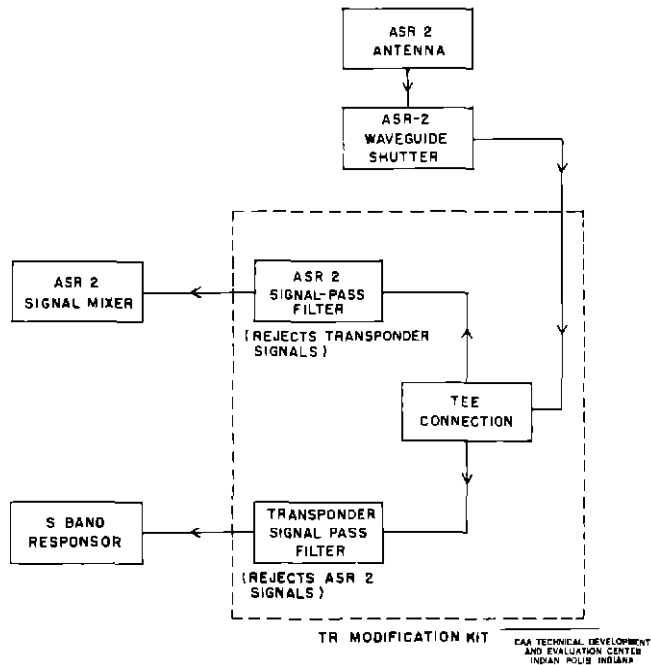 ASR 2
ANTENNA
ASR-2
WAVEGUIDE
SHUTTER
ASR 2
SIGNAL MIXER
ASR 2
SIGNAL-PASS
FILTER
(REJECTS TRANSPONDER
SIGNALS)
TEE
CONNECTION
S BAND
RESPONSOR
TRANSPONDER
SIGNAL PASS
FILTER
(REJECTS ASR 2
SIGNALS)
TR MODIFICATION KIT
CAA TECHNICAL DEVELOPMENT
AND EVALUATION CENTER
INDIAN POLIS INDIANA